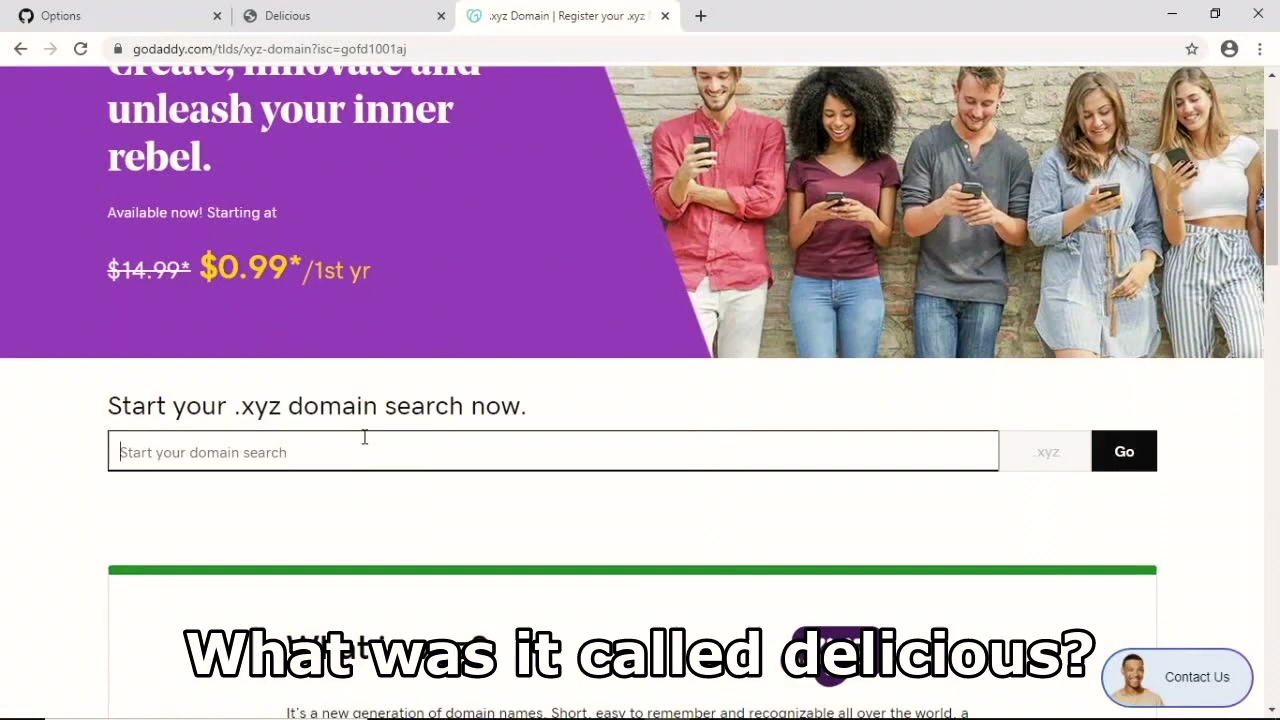 Options
Delicious
.xyz Domain | Register your .xyz
godaddy.com/tlds/xyz-domain?isc=gofd1001aj
Create, innovate and
unleash your inner
rebel.
Available now! Starting at
$14.99* $0.99*/1st yr
Start your .xyz domain search now.
Start your domain search
.xyz
Go
What was it called delicious?
Contact Us
It's a new generation of domain names. Short, easy to remember and recognizable all over the world, a